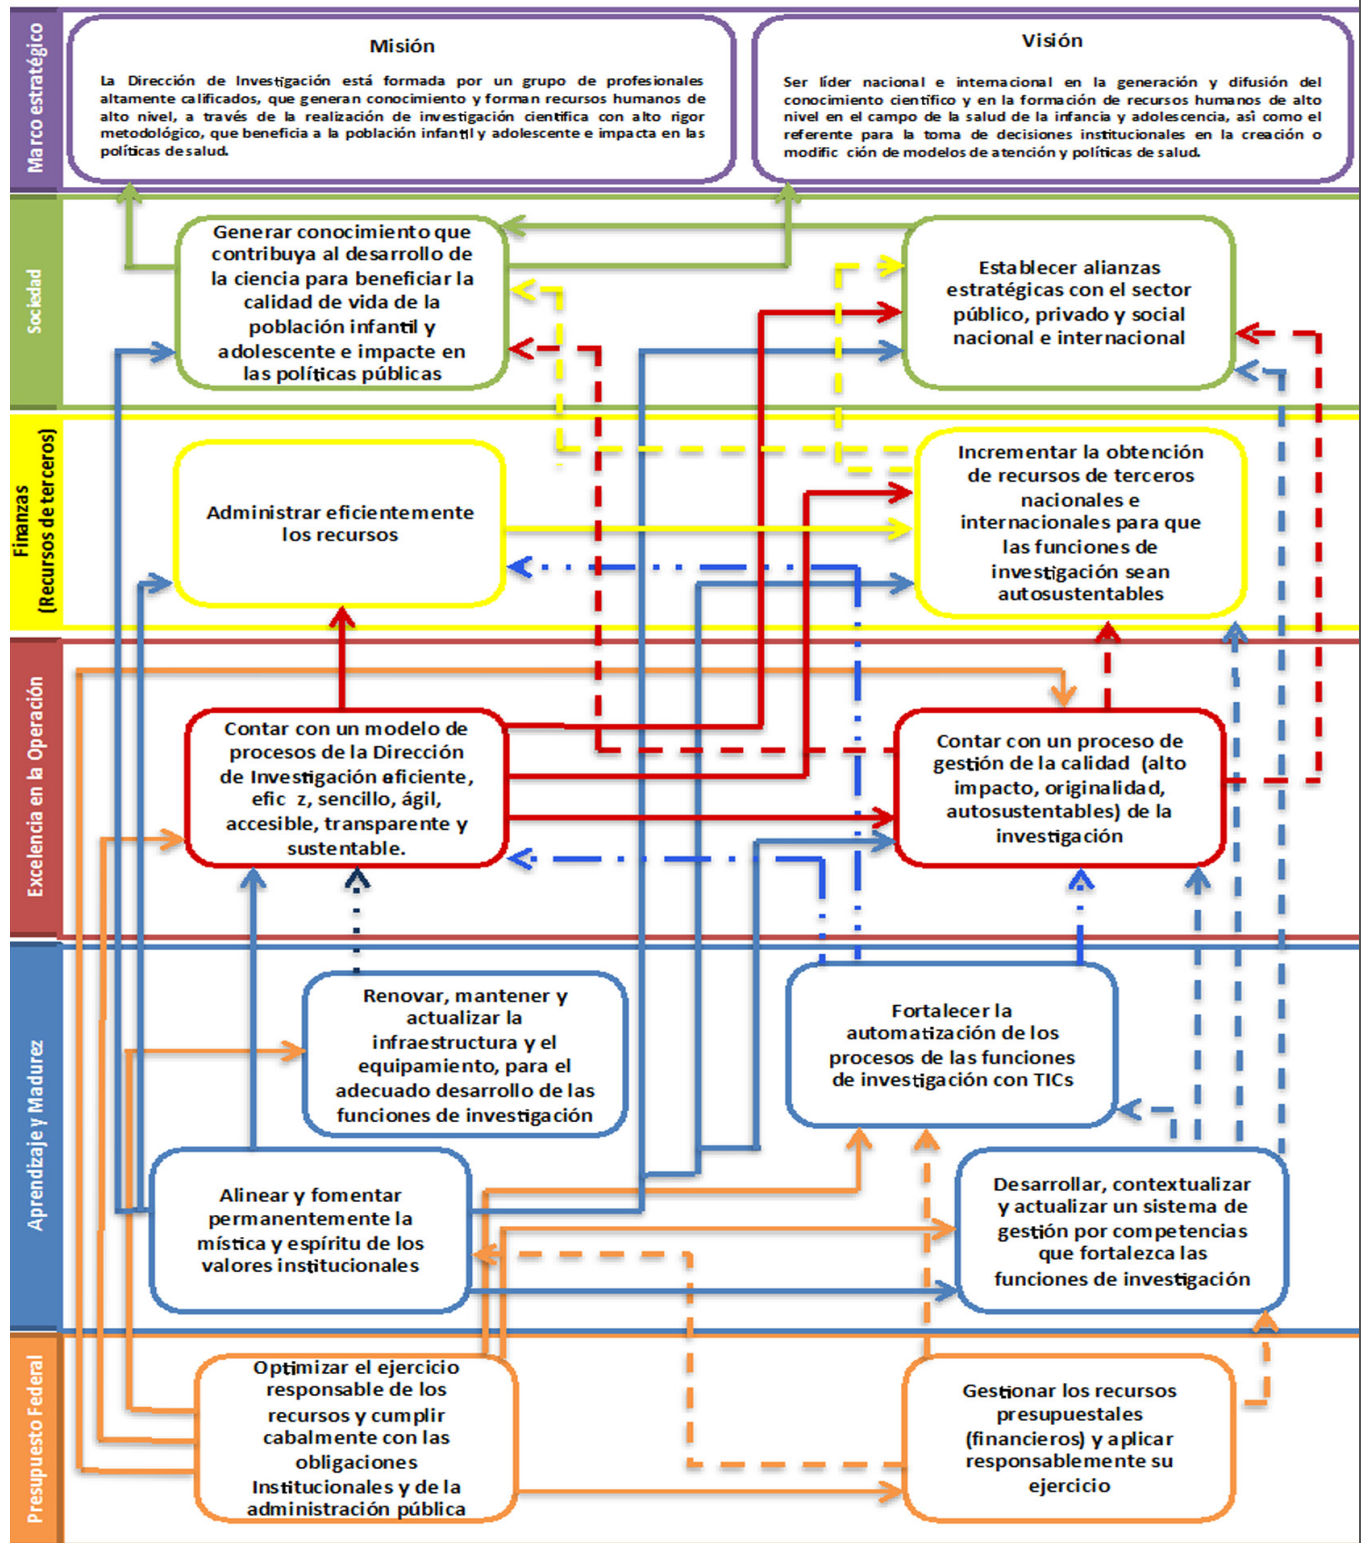 Marco estratégico
Misión
La Dirección de Investigación está formada por un grupo de profesionales
altamente calificados, que generan conocimiento y forman recursos humanos de
alto nivel, a través de la realización de investigación científica con alto rigor
metodológico, que beneficia a la población infantil y adolescente e impacta en las
políticas de salud.
Visión
Ser líder nacional e internacional en la generación y difusión del
conocimiento científico y en la formación de recursos humanos de alto
nivel en el campo de la salud de la infancia y adolescencia, así como el
referente para la toma de decisiones institucionales en la creación o
modific ción de modelos de atención y políticas de salud.
Sociedad
Generar conocimiento que
contribuya al desarrollo de
la ciencia para beneficiar la
calidad de vida de la
población infantil y
adolescente e impacte en
las políticas públicas
Establecer alianzas
estratégicas con el sector
público, privado y social
nacional e internacional
Finanzas
(Recursos de terceros)
Administrar eficientemente
los recursos
Incrementar la obtención
de recursos de terceros
nacionales e
internacionales para que
las funciones de
investigación sean
autosustentables
Excelencia en la Operación
Contar con un modelo de
procesos de la Dirección
de Investigación eficiente,
efic z, sencillo, ágil,
accesible, transparente y
sustentable.
Contar con un proceso de
gestión de la calidad (alto
impacto, originalidad,
autosustentables) de la
investigación
Aprendizaje y Madurez
Renovar, mantener y
actualizar la
infraestructura y el
equipamiento, para el
adecuado desarrollo de las
funciones de investigación
Fortalecer la
automatización de los
procesos de las funciones
de investigación con TICs
Alinear y fomentar
permanentemente la
mística y espíritu de los
valores institucionales
Desarrollar, contextualizar
y actualizar un sistema de
gestión por competencias
que fortalezca las
funciones de investigación
Presupuesto Federal
Optimizar el ejercicio
responsable de los
recursos y cumplir
cabalmente con las
obligaciones
Institucionales y de la
administración pública
Gestionar los recursos
presupuestales
(financieros) y aplicar
responsablemente su
ejercicio